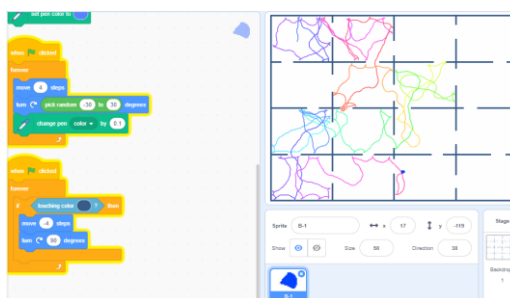 set pen color to
when clicked
forever
move 4 steps
turn pick random -30 to 30 degrees
change pen color by 0.1
when clicked
forever
if touching color ? then
move -4 steps
turn 90 degrees
Sprite B-1 x 17 y -119
Show Size 50 Direction 38
Stage
Backdrop
1
B-1